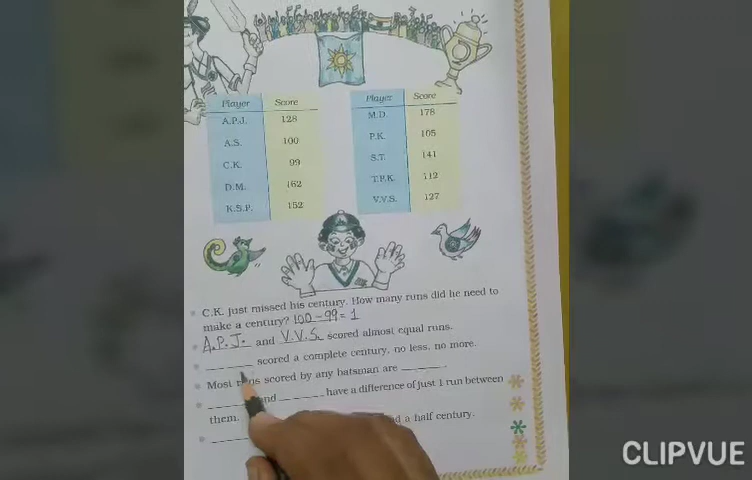 Player Score
A.P.J. 128
A.S. 100
C.K. 99
D.M. 162
K.S.P. 152
Player Score
M.D. 178
P.K. 105
S.T. 141
T.P.K. 112
V.V.S. 127
C.K. just missed his century. How many runs did he need to
make a century? 100-99=1
A.P.J. and V.V.S. scored almost equal runs.
scored a complete century, no less, no more.
Most runs scored by any batsman are
and have a difference of just 1 run between
them.
a half century.
CLIPVUE